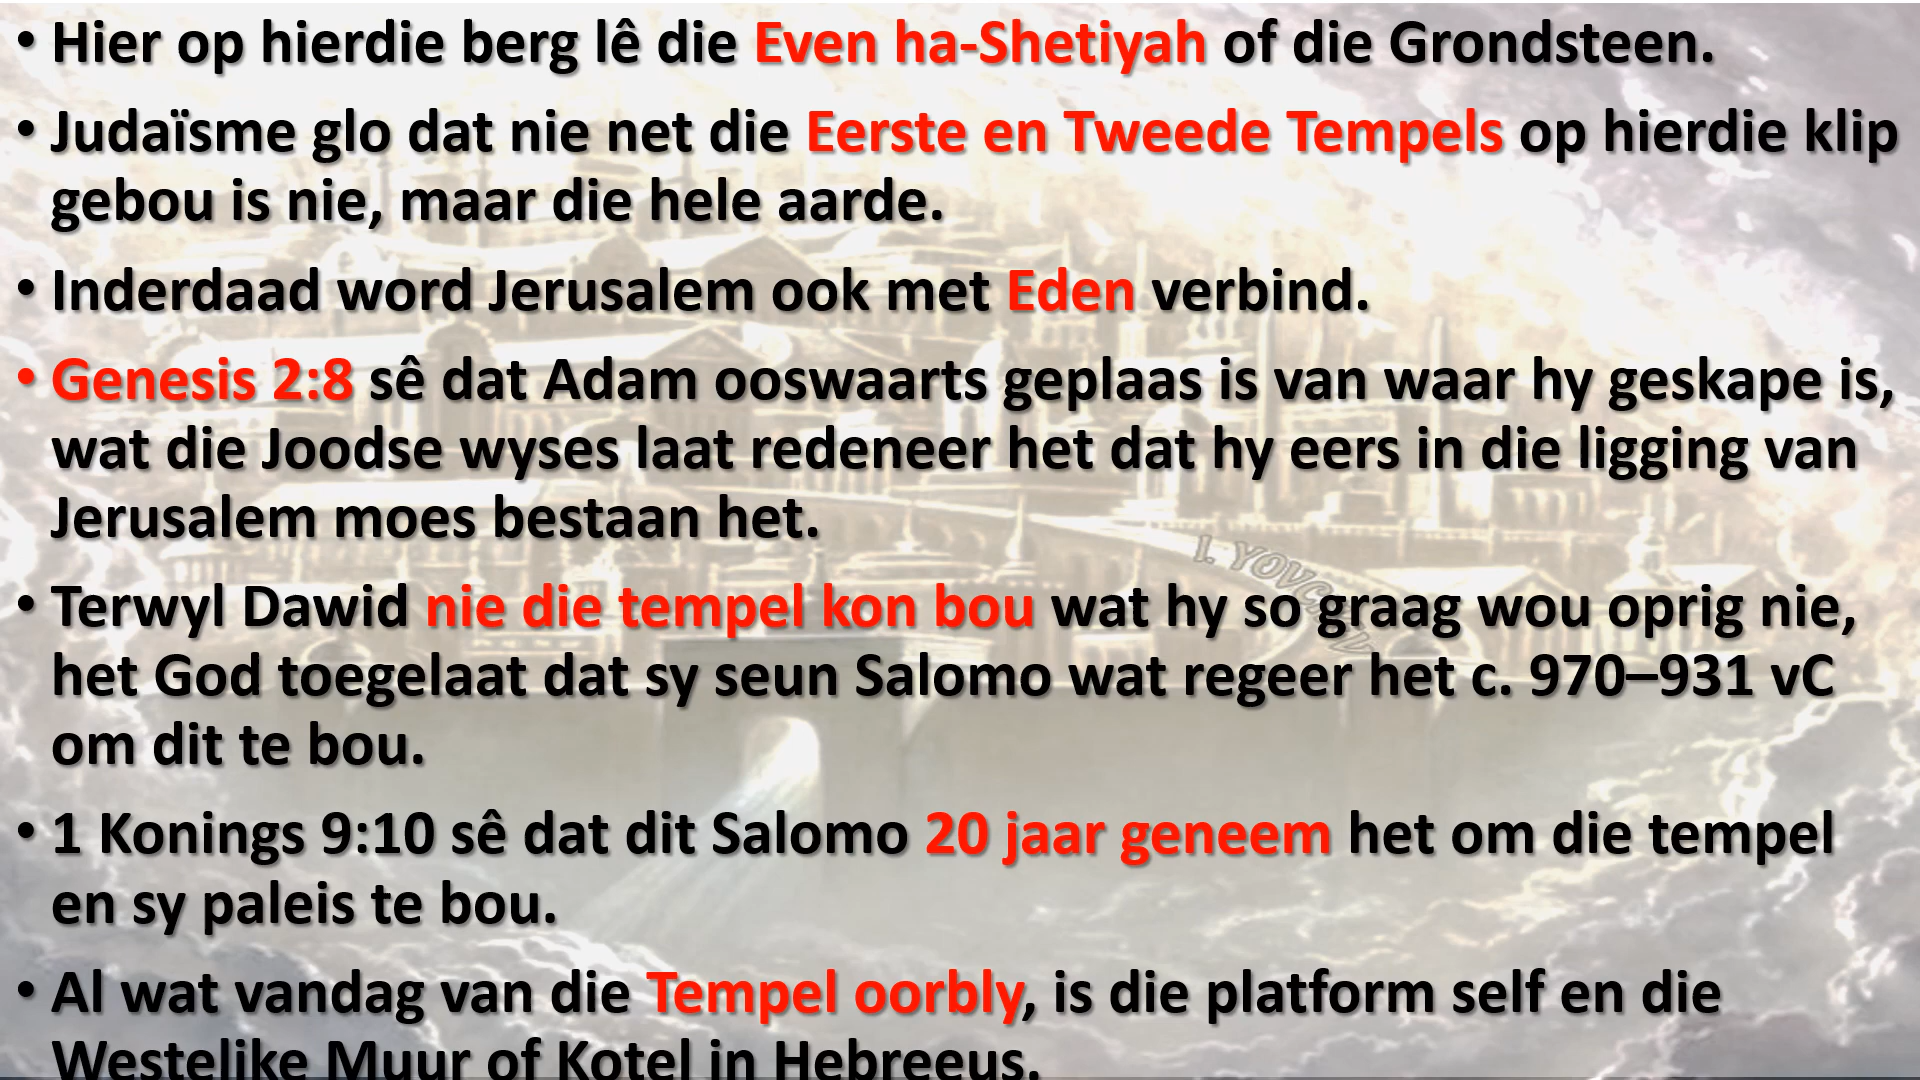 • Hier op hierdie berg lê die Even ha-Shetiyah of die Grondsteen.
• Judaïsme glo dat nie net die Eerste en Tweede Tempels op hierdie klip
gebou is nie, maar die hele aarde.
• Inderdaad word Jerusalem ook met Eden verbind.
• Genesis 2:8 sê dat Adam ooswaarts geplaas is van waar hy geskape is,
wat die Joodse wyses laat redeneer het dat hy eers in die ligging van
Jerusalem moes bestaan het.
• Terwyl Dawid nie die tempel kon bou wat hy so graag wou oprig nie,
het God toegelaat dat sy seun Salomo wat regeer het c. 970–931 vC
om dit te bou.
• 1 Konings 9:10 sê dat dit Salomo 20 jaar geneem het om die tempel
en sy paleis te bou.
• Al wat vandag van die Tempel oorbly, is die platform self en die
Westelike Muur of Kotel in Hebreeus.